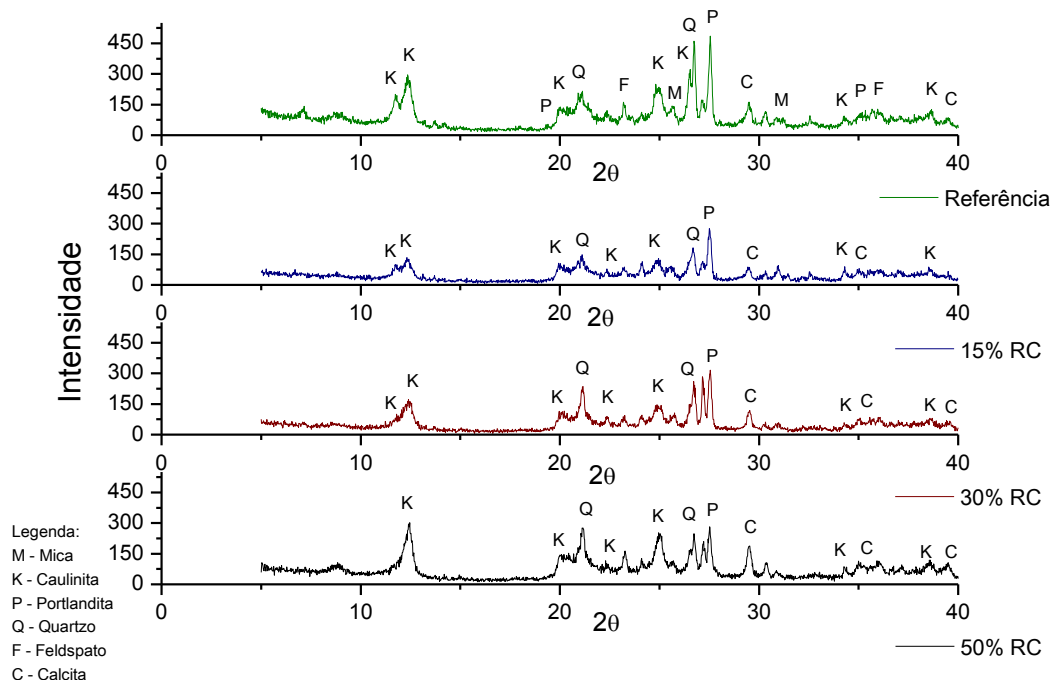 Intensidade
450
300
150
0
K
K
P
K
Q
F
K
M
K
Q
P
C
M
K
P
F
K
C
0
10
20
30
40
2θ
Referência
450
300
150
0
K
K
K
Q
K
K
Q
P
C
K
C
K
0
10
20
30
40
2θ
15% RC
450
300
150
0
K
K
K
Q
K
K
Q
P
C
K
C
K
C
0
10
20
30
40
2θ
30% RC
450
300
150
0
K
K
Q
K
K
Q
P
C
K
C
K
C
0
10
20
30
40
2θ
50% RC
Legenda:
M - Mica
K - Caulinita
P - Portlandita
Q - Quartzo
F - Feldspato
C - Calcita